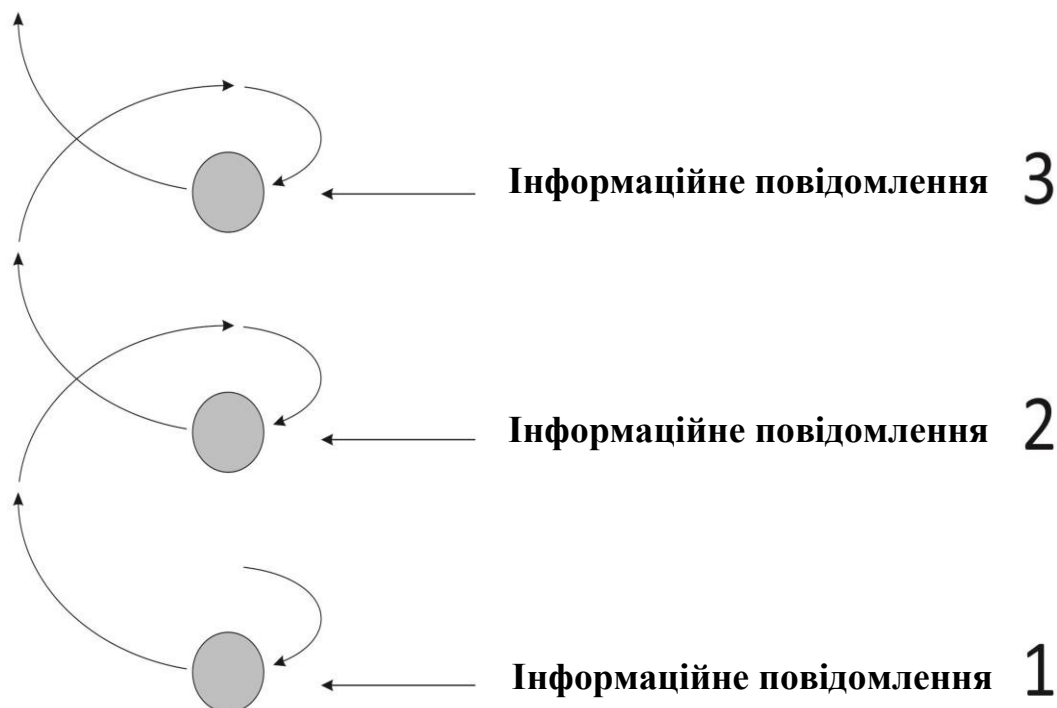 Інформаційне повідомлення 3
Інформаційне повідомлення 2
Інформаційне повідомлення 1